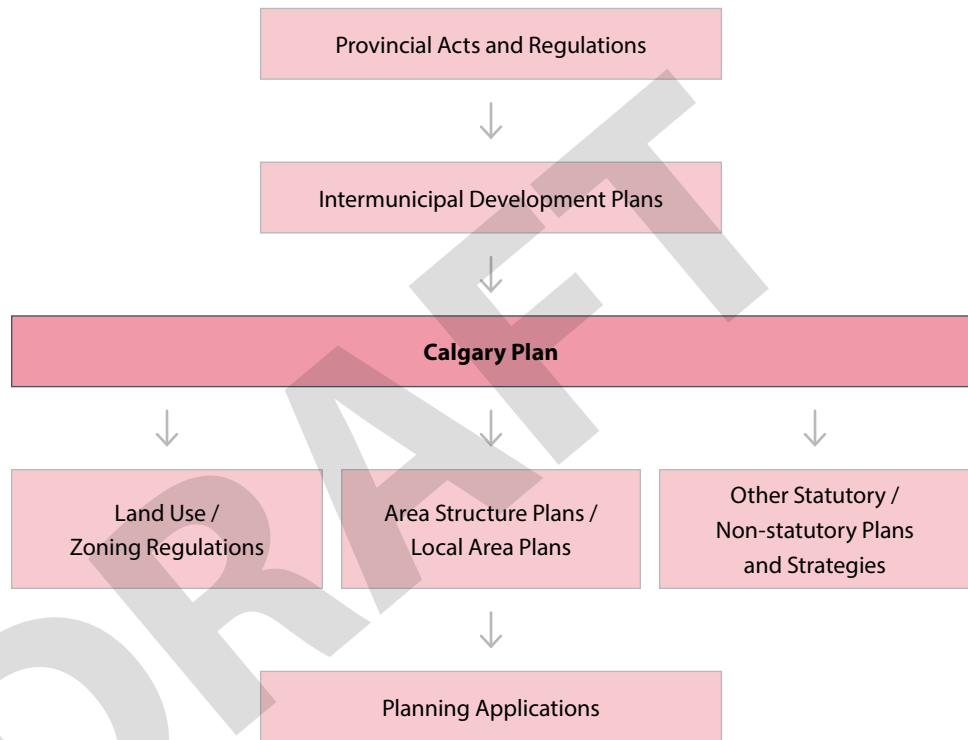 Provincial Acts and Regulations
Intermunicipal Development Plans
Calgary Plan
Land Use /
Zoning Regulations
Area Structure Plans /
Local Area Plans
Other Statutory /
Non-statutory Plans
and Strategies
Planning Applications
DRAFT